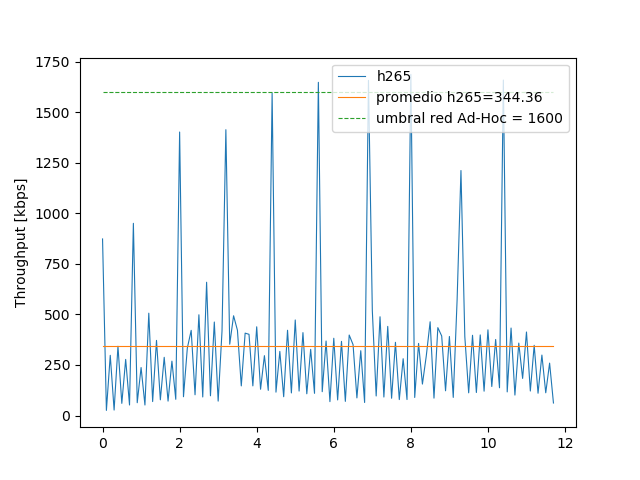 1750
1500
1250
1000
750
500
250
0
Throughput [kbps]
h265
promedio h265=344.36
umbral red Ad-Hoc = 1600
0 2 4 6 8 10 12